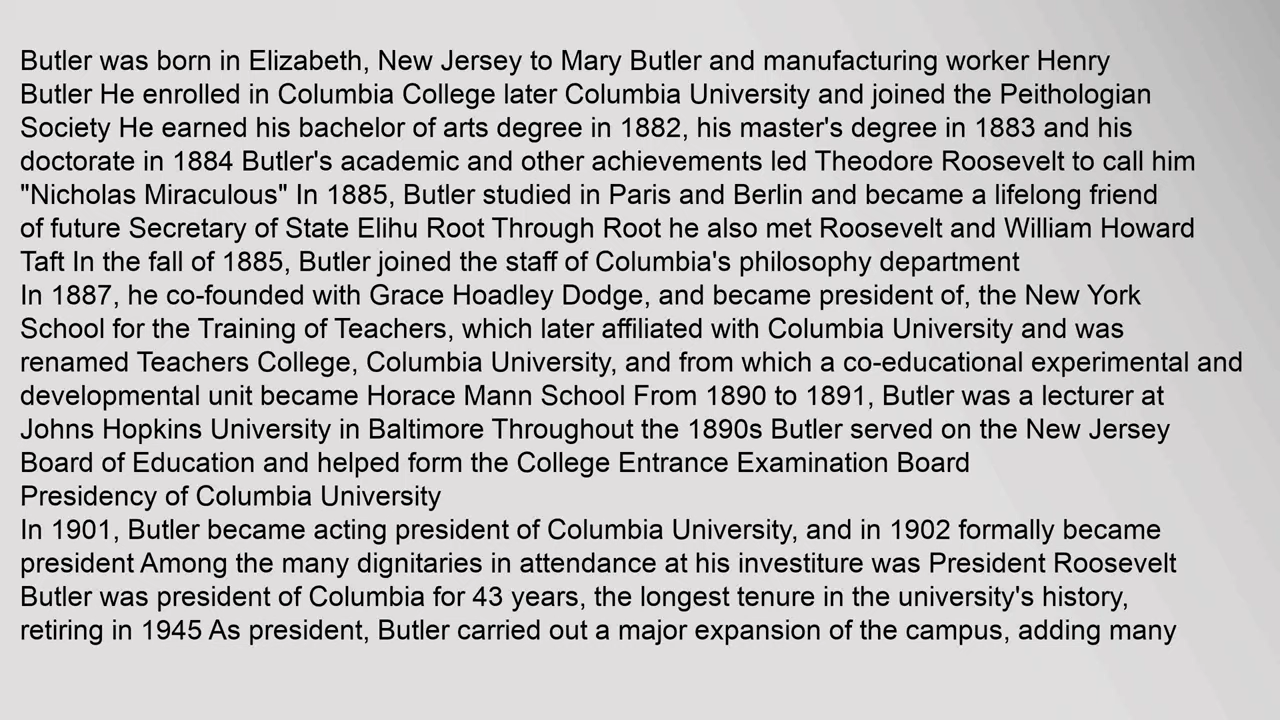 Butler was born in Elizabeth, New Jersey to Mary Butler and manufacturing worker Henry
Butler He enrolled in Columbia College later Columbia University and joined the Peithologian
Society He earned his bachelor of arts degree in 1882, his master's degree in 1883 and his
doctorate in 1884 Butler's academic and other achievements led Theodore Roosevelt to call him
"Nicholas Miraculous" In 1885, Butler studied in Paris and Berlin and became a lifelong friend
of future Secretary of State Elihu Root Through Root he also met Roosevelt and William Howard
Taft In the fall of 1885, Butler joined the staff of Columbia's philosophy department
In 1887, he co-founded with Grace Hoadley Dodge, and became president of, the New York
School for the Training of Teachers, which later affiliated with Columbia University and was
renamed Teachers College, Columbia University, and from which a co-educational experimental and
developmental unit became Horace Mann School From 1890 to 1891, Butler was a lecturer at
Johns Hopkins University in Baltimore Throughout the 1890s Butler served on the New Jersey
Board of Education and helped form the College Entrance Examination Board
Presidency of Columbia University
In 1901, Butler became acting president of Columbia University, and in 1902 formally became
president Among the many dignitaries in attendance at his investiture was President Roosevelt
Butler was president of Columbia for 43 years, the longest tenure in the university's history,
retiring in 1945 As president, Butler carried out a major expansion of the campus, adding many